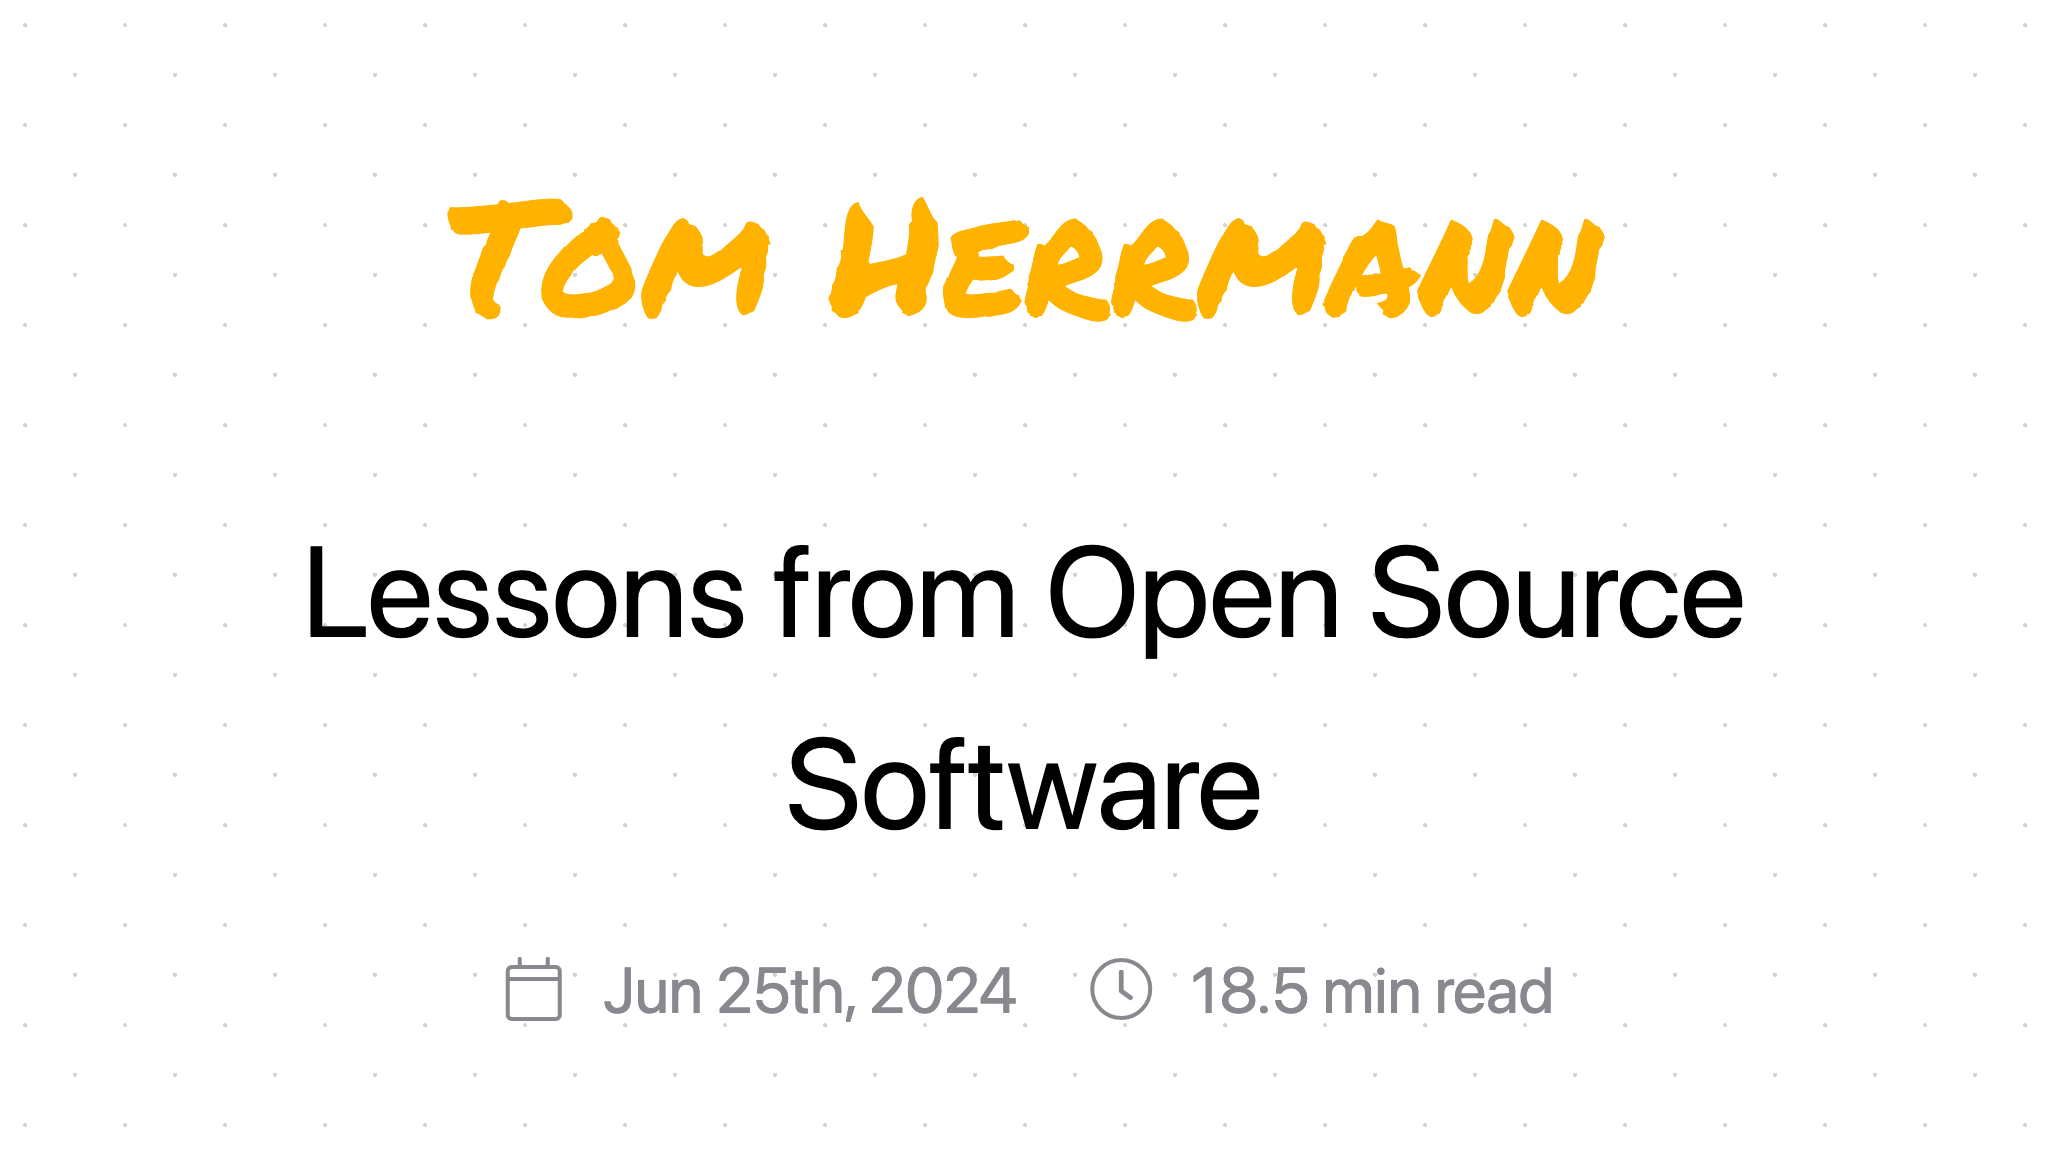 Tom Herrmann
Lessons from Open Source
Software
Jun 25th, 2024 18.5 min read